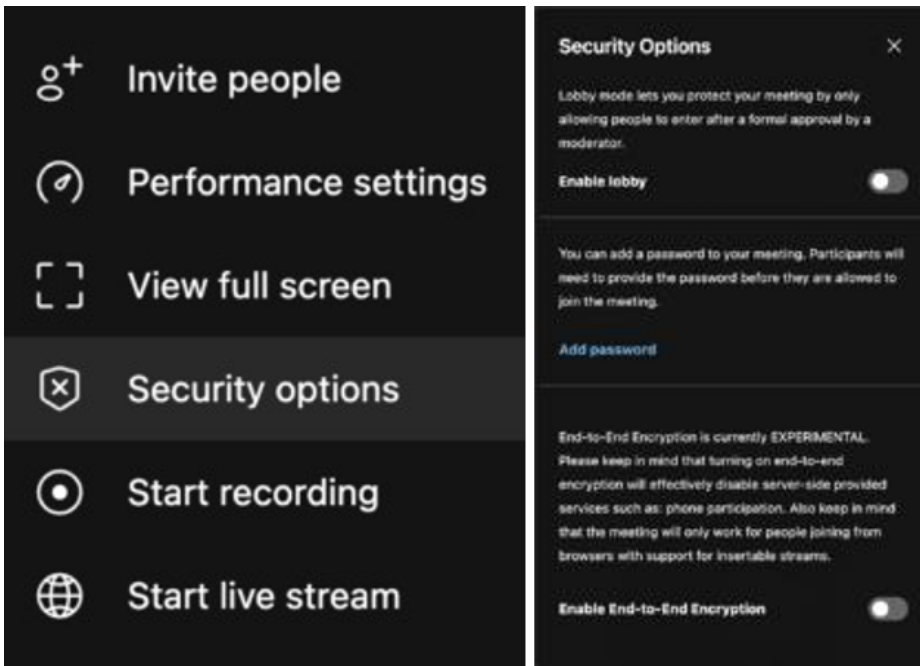 Invite people
Performance settings
View full screen
Security options
Start recording
Start live stream
Security Options
Lobby mode lets you protect your meeting by only
allowing people to enter after a formal approval by a
moderator.
Enable lobby
You can add a password to your meeting. Participants will
need to provide the password before they are allowed to
join the meeting.
Add password
End-to-End Encryption is currently EXPERIMENTAL.
Please keep in mind that turning on end-to-end
encryption will effectively disable server-side provided
services such as: phone participation. Also keep in mind
that the meeting will only work for people joining from
browsers with support for insertable streams.
Enable End-to-End Encryption